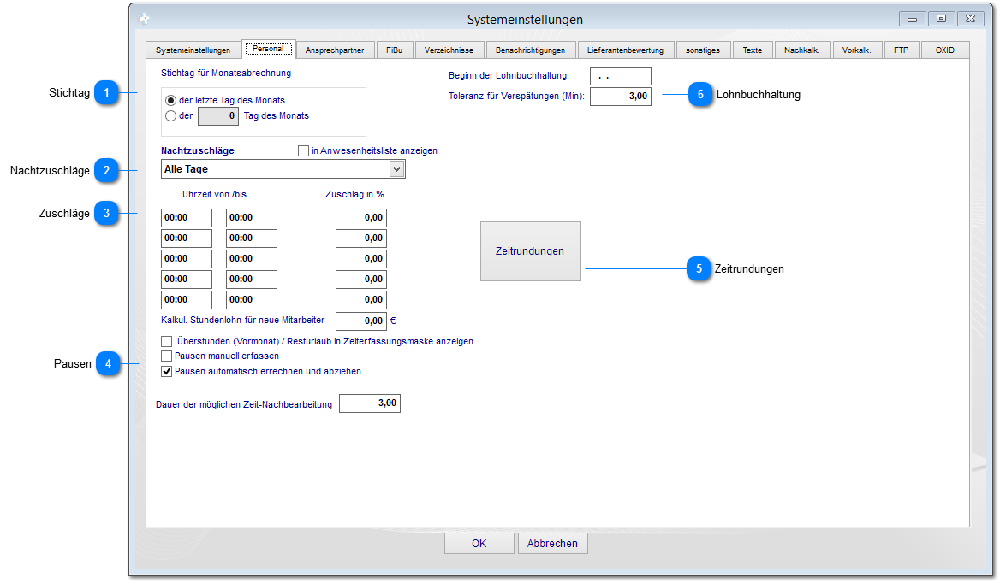 Systemeinstellungen
Systemeinstellungen Personal Ansprechpartner FiBu Verzeichnisse Benachrichtigungen Lieferantenbewertung sonstiges Texte Nachkalk. Vorkalk. FTP OXID
Stichtag für Monatsabrechnung
Beginn der Lohnbuchhaltung: . .
Stichtag 1
der letzte Tag des Monats
Toleranz für Verspätungen (Min): 3,00
6 Lohnbuchhaltung
der 0 Tag des Monats
Nachtzuschläge in Anwesenheitsliste anzeigen
Nachtzuschläge 2
Alle Tage
Uhrzeit von /bis Zuschlag in %
Zuschläge 3
00:00 00:00 0,00
00:00 00:00 0,00
00:00 00:00 0,00
00:00 00:00 0,00
00:00 00:00 0,00
Zeitrundungen
5 Zeitrundungen
Kalkul. Stundenlohn für neue Mitarbeiter 0,00 €
Überstunden (Vormonat) / Resturlaub in Zeiterfassungsmaske anzeigen
Pausen manuell erfassen
Pausen 4
Pausen automatisch errechnen und abziehen
Dauer der möglichen Zeit-Nachbearbeitung 3,00
OK Abbrechen